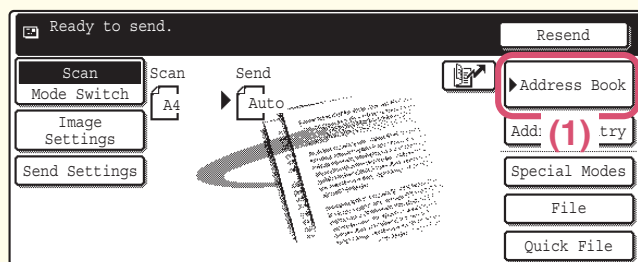 Ready to send.
Resend
Scan
Mode Switch
Scan
A4
Send
Auto
Address Book
Image
Settings
(1)
Send Settings
Special Modes
File
Quick File